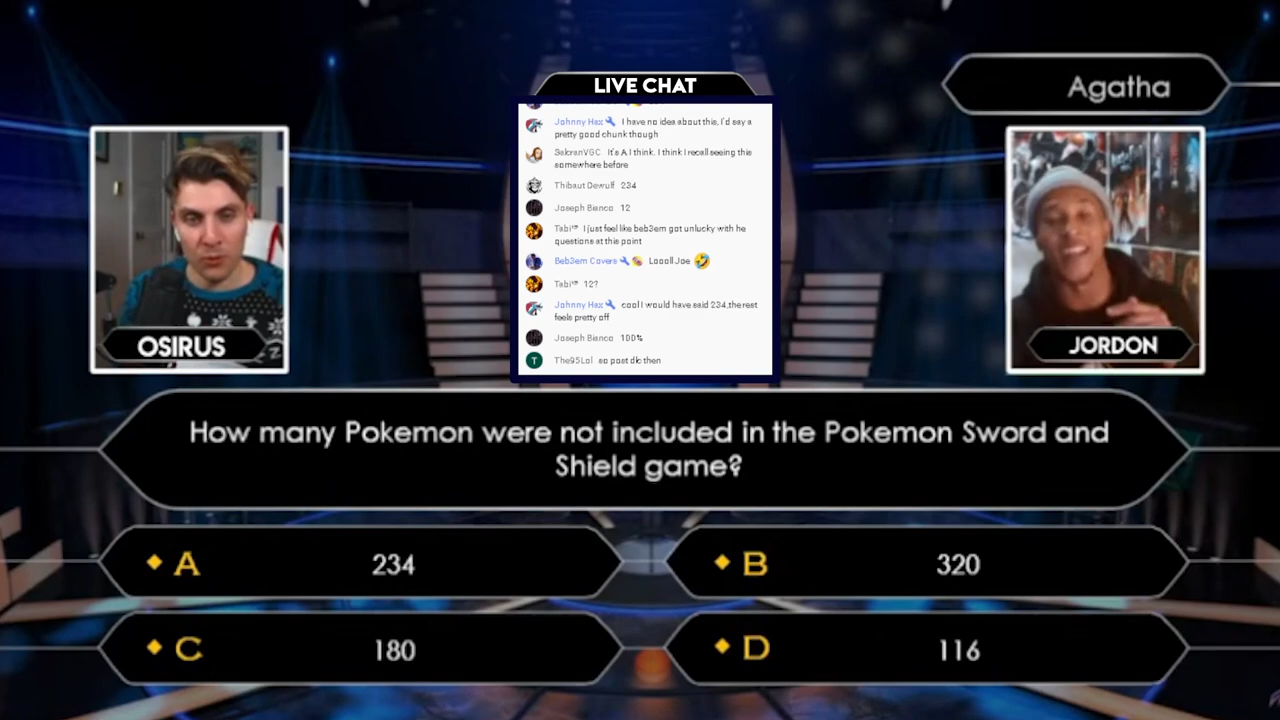 LIVE CHAT
Agatha
Johnny Hex I have no idea about this, I'd say a
pretty good chunk though
SakranVGC It's A I think. I think I recall seeing this
somewhere before
Thibaut Dewulf 234
Joseph Bianco 12
Tabi I just feel like beb3em got unlucky with he
questions at this point
Beb3em Covers Looall Joe 🤣
Tabi 12?
Johnny Hex cool I would have said 234,the rest
feels pretty off
Joseph Bianco 100%
T The95Lol so post dlc then
OSIRUS
JORDON
How many Pokemon were not included in the Pokemon Sword and
Shield game?
A 234
B 320
C 180
D 116